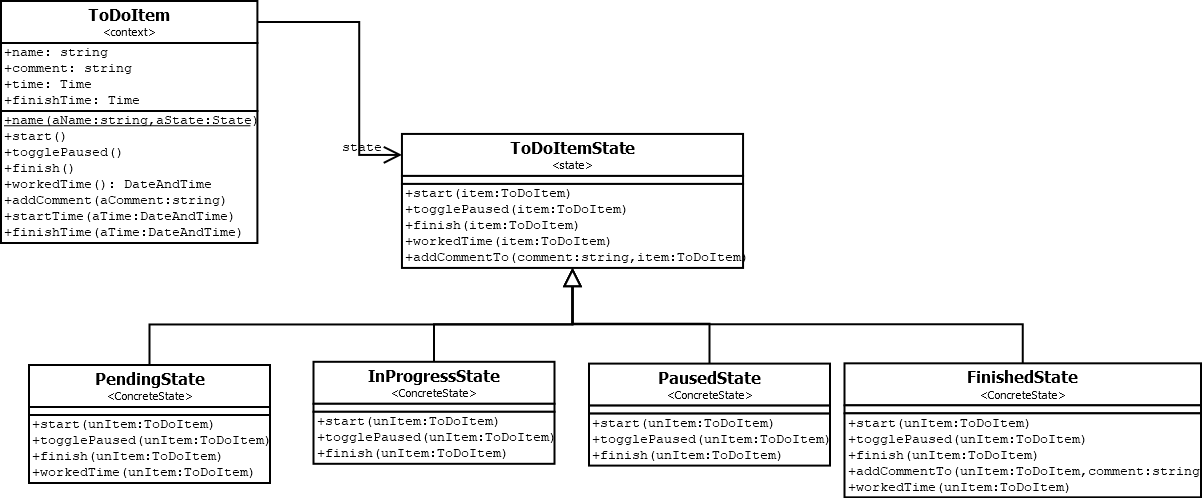 ToDoItem
<context>
+name: string
+comment: string
+time: Time
+finishTime: Time
+name(aName:string,aState:State)
+start()
+togglePaused()
+finish()
+workedTime(): DateAndTime
+addComment(aComment:string)
+startTime(aTime:DateAndTime)
+finishTime(aTime:DateAndTime)
state
ToDoItemState
<state>
+start(item:ToDoItem)
+togglePaused(item:ToDoItem)
+finish(item:ToDoItem)
+workedTime(item:ToDoItem)
+addCommentTo(comment:string,item:ToDoItem)
PendingState
<ConcreteState>
+start(unItem:ToDoItem)
+togglePaused(unItem:ToDoItem)
+finish(unItem:ToDoItem)
+workedTime(unItem:ToDoItem)
InProgressState
<ConcreteState>
+start(unItem:ToDoItem)
+togglePaused(unItem:ToDoItem)
+finish(unItem:ToDoItem)
PausedState
<ConcreteState>
+start(unItem:ToDoItem)
+togglePaused(unItem:ToDoItem)
+finish(unItem:ToDoItem)
FinishedState
<ConcreteState>
+start(unItem:ToDoItem)
+togglePaused(unItem:ToDoItem)
+finish(unItem:ToDoItem)
+addCommentTo(unItem:ToDoItem,comment:string
+workedTime(unItem:ToDoItem)